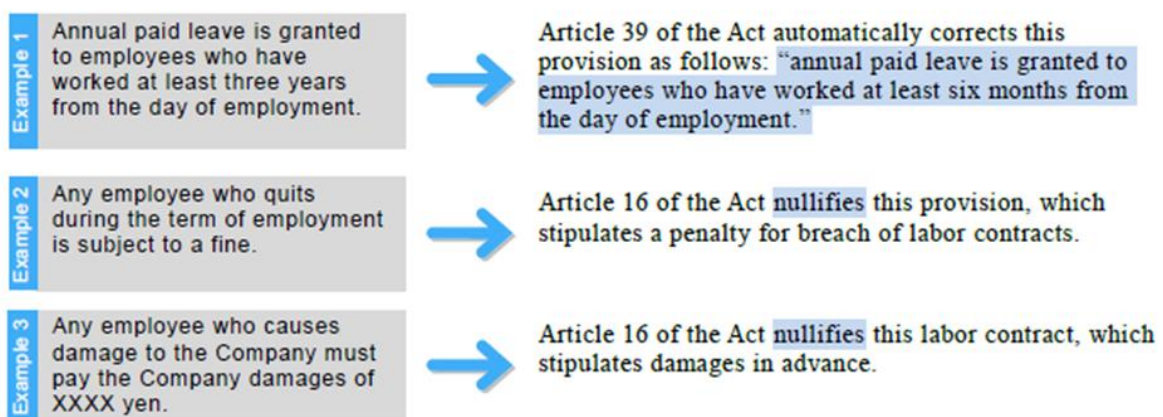 Example 1
Annual paid leave is granted
to employees who have
worked at least three years
from the day of employment.
Article 39 of the Act automatically corrects this
provision as follows: “annual paid leave is granted to
employees who have worked at least six months from
the day of employment.”
Example 2
Any employee who quits
during the term of employment
is subject to a fine.
Article 16 of the Act nullifies this provision, which
stipulates a penalty for breach of labor contracts.
Example 3
Any employee who causes
damage to the Company must
pay the Company damages of
XXXX yen.
Article 16 of the Act nullifies this labor contract, which
stipulates damages in advance.